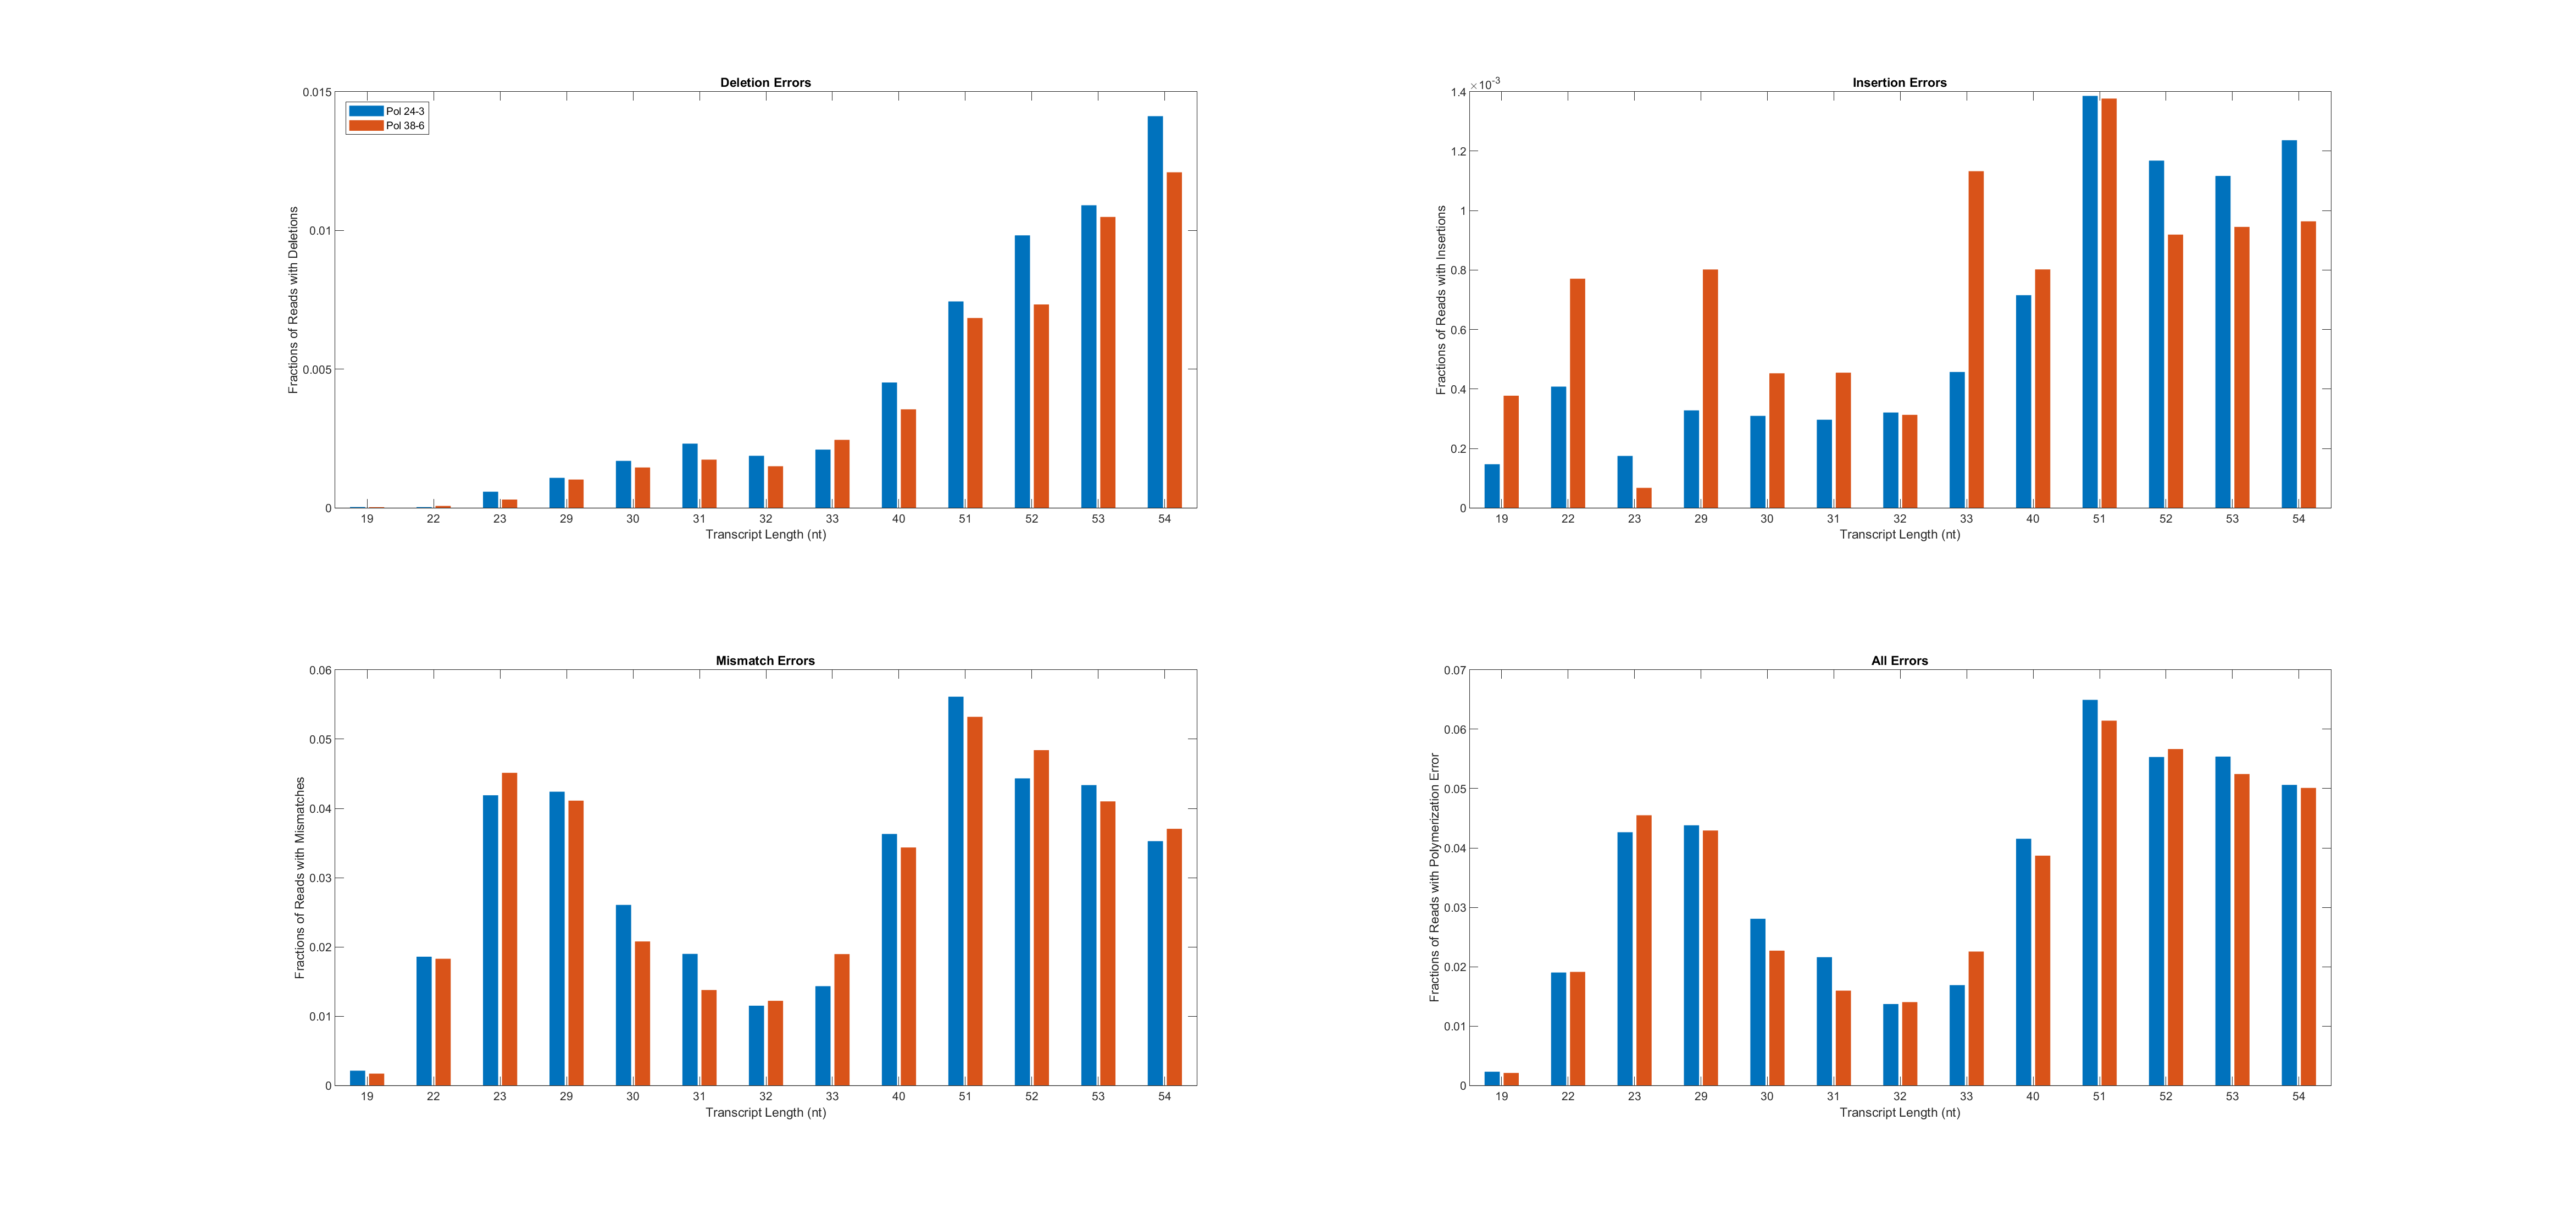 Deletion Errors
0.015
0.01
0.005
0
Pol 24-3
Pol 38-6
Fractions of Reads with Deletions
19 22 23 29 30 31 32 33 40 51 52 53 54
Transcript Length (nt)
Insertion Errors
×10-3
1.4
1.2
1
0.8
0.6
0.4
0.2
0
Fractions of Reads with Insertions
19 22 23 29 30 31 32 33 40 51 52 53 54
Transcript Length (nt)
Mismatch Errors
0.06
0.05
0.04
0.03
0.02
0.01
0
Fractions of Reads with Mismatches
19 22 23 29 30 31 32 33 40 51 52 53 54
Transcript Length (nt)
All Errors
0.07
0.06
0.05
0.04
0.03
0.02
0.01
0
Fractions of Reads with Polymerization Error
19 22 23 29 30 31 32 33 40 51 52 53 54
Transcript Length (nt)